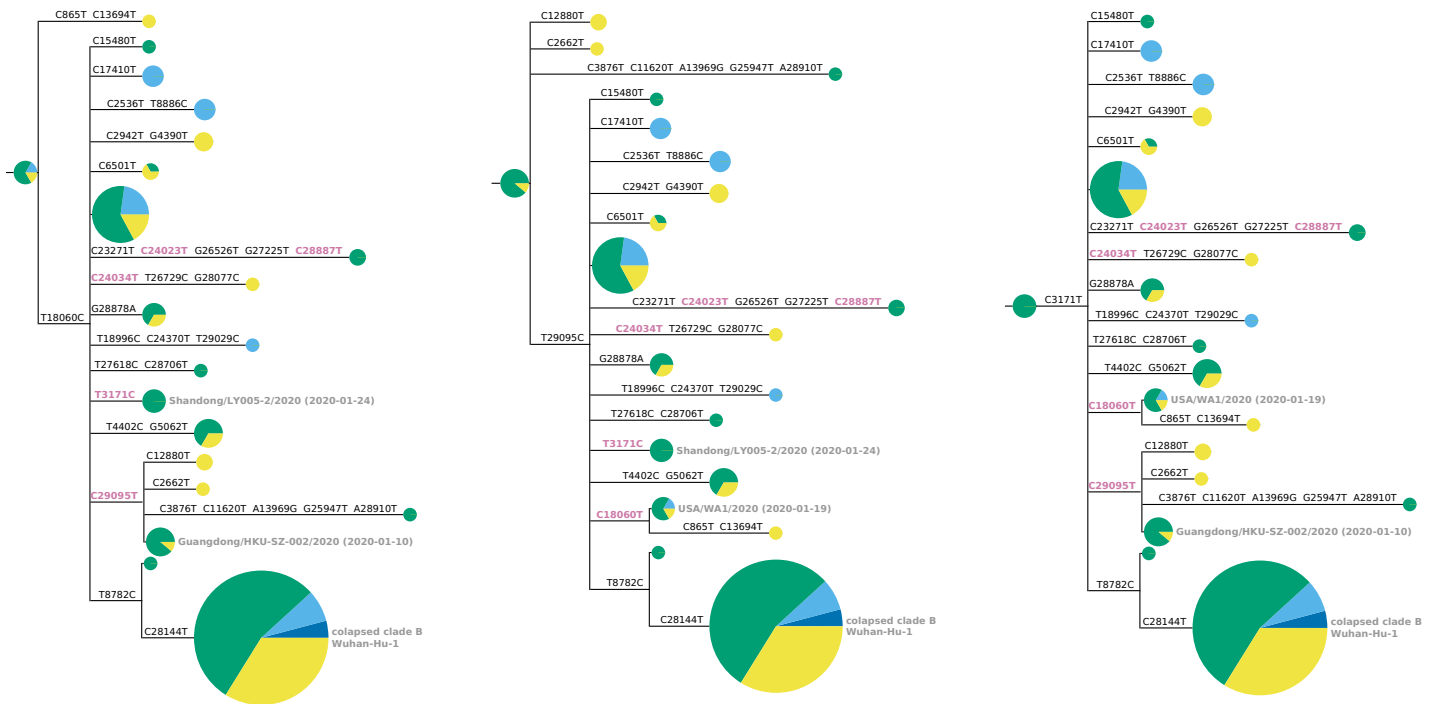 C865T C13694T
C15480T
C17410T
C2536T T8886C
C2942T G4390T
C6501T
C23271T C24023T G26526T G27225T C28887T
C24034T T26729C G28077C
G28878A
T18060C
T18996C C24370T T29029C
T27618C C28706T
T3171C Shandong/LY005-2/2020 (2020-01-24)
T4402C G5062T
C12880T
C2662T
C29095T
C3876T C11620T A13969G G25947T A28910T
Guangdong/HKU-SZ-002/2020 (2020-01-10)
T8782C
C28144T
colapsed clade B
Wuhan-Hu-1
C12880T
C2662T
C3876T C11620T A13969G G25947T A28910T
C15480T
C17410T
C2536T T8886C
C2942T G4390T
C6501T
C23271T C24023T G26526T G27225T C28887T
C24034T T26729C G28077C
T29095C
G28878A
T18996C C24370T T29029C
T27618C C28706T
T3171C Shandong/LY005-2/2020 (2020-01-24)
T4402C G5062T
USA/WA1/2020 (2020-01-19)
C18060T
C865T C13694T
T8782C
C28144T
colapsed clade B
Wuhan-Hu-1
C15480T
C17410T
C2536T T8886C
C2942T G4390T
C6501T
C23271T C24023T G26526T G27225T C28887T
C24034T T26729C G28077C
G28878A
C3171T
T18996C C24370T T29029C
T27618C C28706T
T4402C G5062T
USA/WA1/2020 (2020-01-19)
C18060T
C865T C13694T
C12880T
C2662T
C29095T
C3876T C11620T A13969G G25947T A28910T
Guangdong/HKU-SZ-002/2020 (2020-01-10)
T8782C
C28144T
colapsed clade B
Wuhan-Hu-1